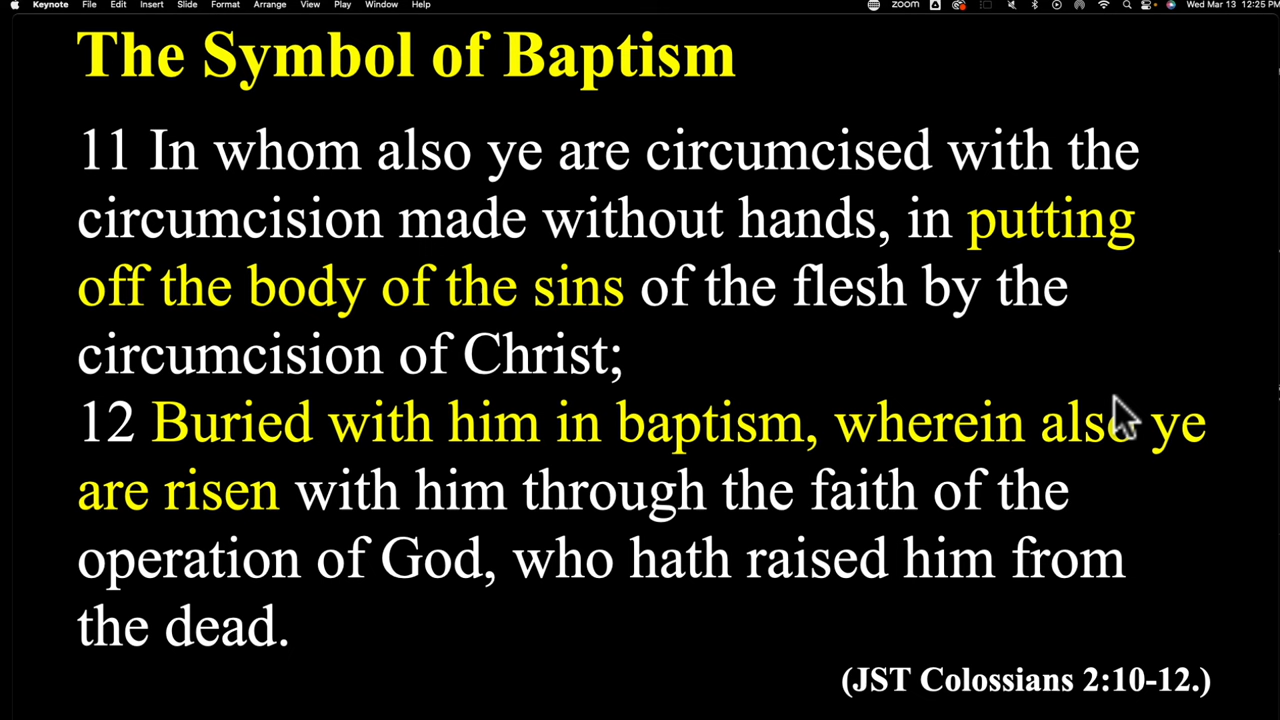 Keynote File Edit Insert Slide Format Arrange View Play Window Help zoom Wed Mar 13 12:25
The Symbol of Baptism
11 In whom also ye are circumcised with the
circumcision made without hands, in putting
off the body of the sins of the flesh by the
circumcision of Christ;
12 Buried with him in baptism, wherein also ye
are risen with him through the faith of the
operation of God, who hath raised him from
the dead.
(JST Colossians 2:10-12.)